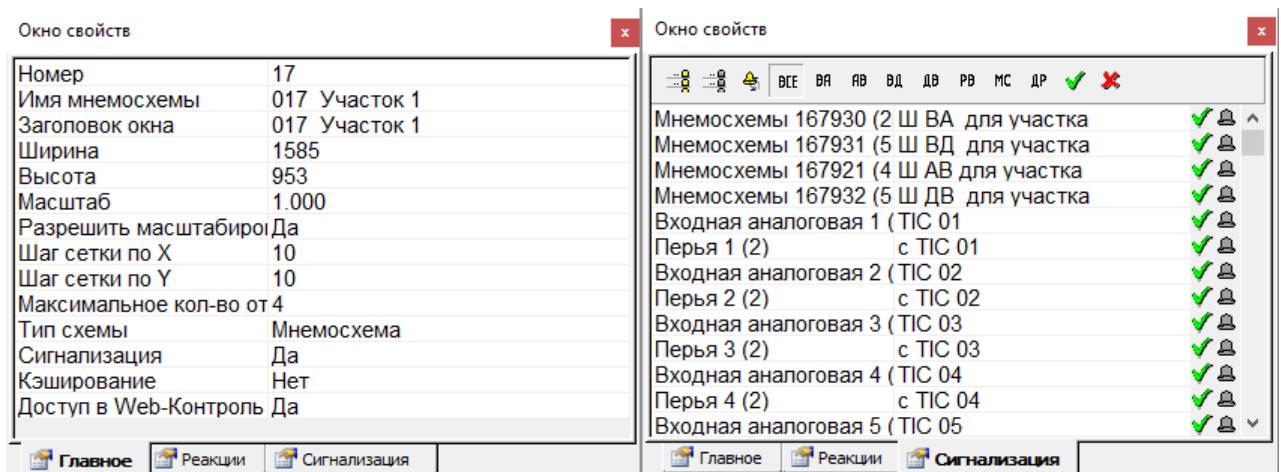 Окно свойств
Номер 17
Имя мнемосхемы 017 Участок 1
Заголовок окна 017 Участок 1
Ширина 1585
Высота 953
Масштаб 1.000
Разрешить масштабиро Да
Шаг сетки по X 10
Шаг сетки по Y 10
Максимальное кол-во от 4
Тип схемы Мнемосхема
Сигнализация Да
Кэширование Нет
Доступ в Web-Контроль Да
Главное Реакции Сигнализация
Окно свойств
ВСЕ ВА АВ ВД ДВ РВ МС ДР
Мнемосхемы 167930 (2 Ш ВА для участка
Мнемосхемы 167931 (5 Ш ВД для участка
Мнемосхемы 167921 (4 Ш АВ для участка
Мнемосхемы 167932 (5 Ш ДВ для участка
Входная аналоговая 1 ( TIC 01
Перья 1 (2) с TIC 01
Входная аналоговая 2 ( TIC 02
Перья 2 (2) с TIC 02
Входная аналоговая 3 ( TIC 03
Перья 3 (2) с TIC 03
Входная аналоговая 4 ( TIC 04
Перья 4 (2) с TIC 04
Входная аналоговая 5 ( TIC 05
Главное Реакции Сигнализация